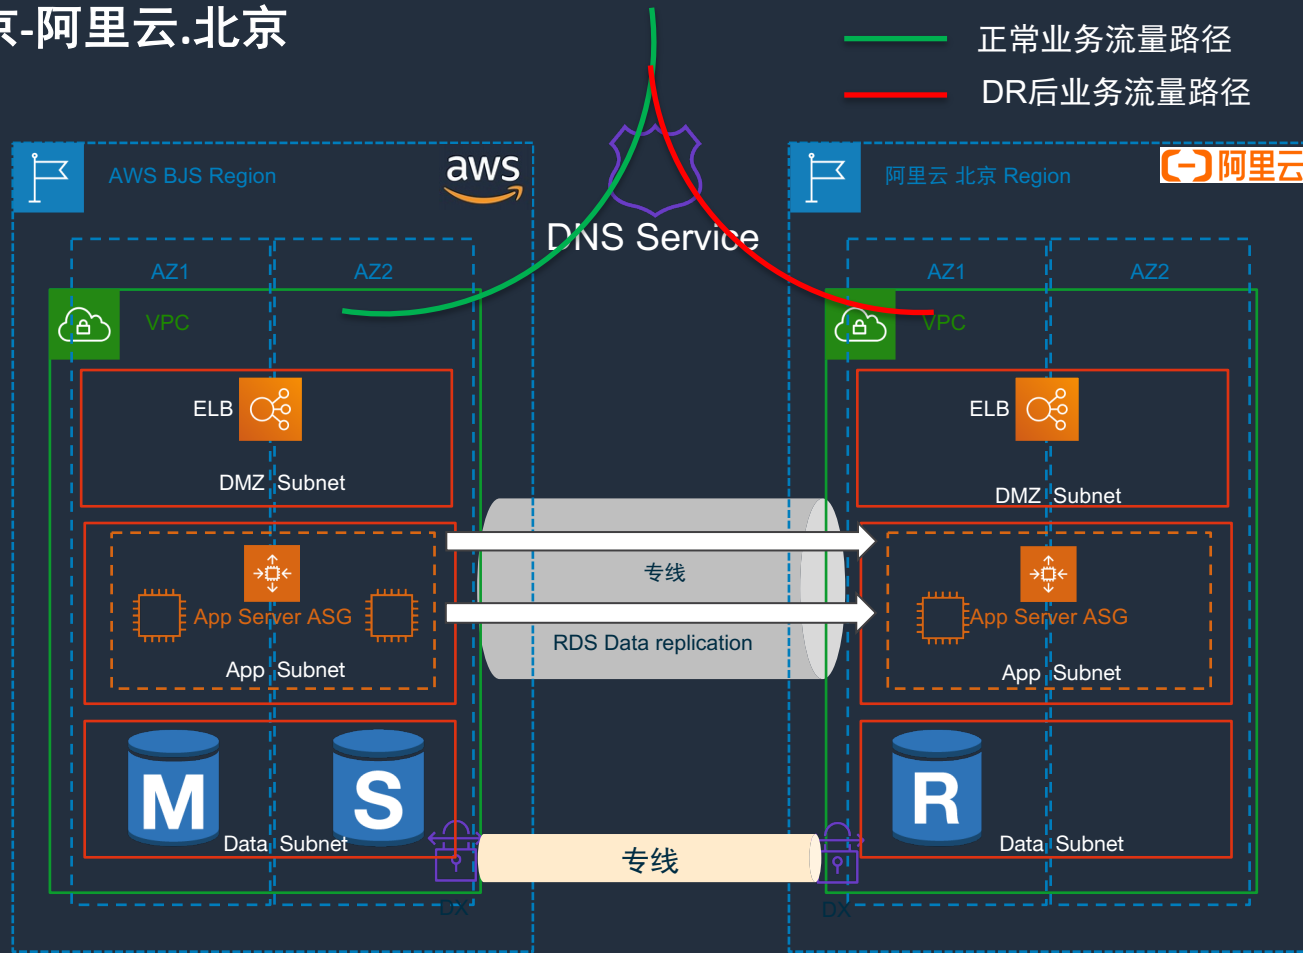 京-阿里云.北京
正常业务流量路径
DR后业务流量路径
AWS BJS Region
aws
DNS Service
阿里云 北京 Region
阿里云
AZ1
AZ2
VPC
ELB
DMZ Subnet
App Server ASG
App Subnet
M
S
Data Subnet
DX
专线
RDS Data replication
专线
AZ1
AZ2
VPC
ELB
DMZ Subnet
App Server ASG
App Subnet
R
Data Subnet
DX